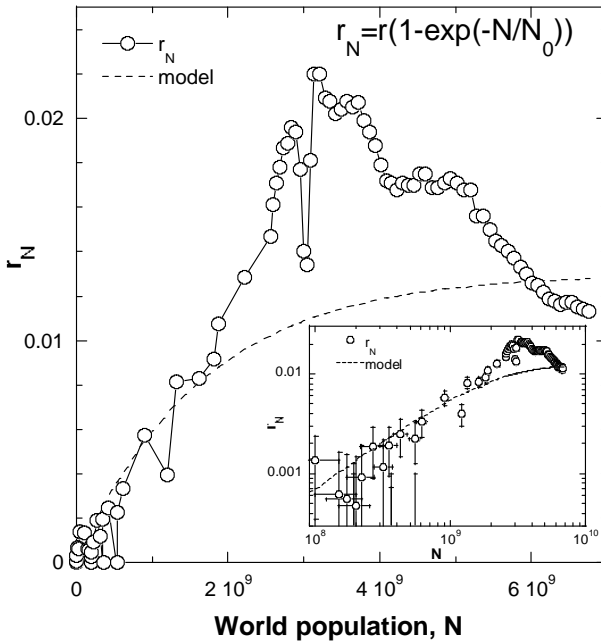 r_N=r(1-exp(-N/N_0))
r_N
model
0.02
0.01
0
r_N
0
2 10^9
4 10^9
6 10^9
World population, N
r_N
model
0.01
0.001
r_N
10^8
10^9
10^10
N